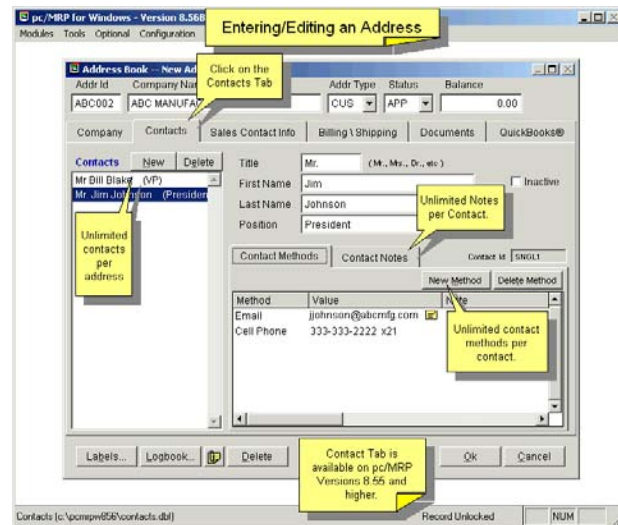 pc/MRP for Windows - Version 8.56B
Entering/Editing an Address
Modules Tools Optional Configuration
Address Book -- New Ad
Click on the
Contacts Tab
Addr Id Company Na Addr Type Status Balance
ABC002 ABC MANUFA CUS APP 0.00
Company Contacts Sales Contact Info Billing \ Shipping Documents QuickBooks®
Contacts New Delete
Mr Bill Blake (VP)
Mr. Jim Johnson (Presiden
Title Mr. (Mr., Mrs., Dr., etc )
First Name Jim Inactive
Last Name Johnson
Position President
Unlimited Notes
per Contact.
Unlimited
contacts
per
address
Contact Methods Contact Notes Contact Id SNGL1
New Method Delete Method
Method Value Note
Email jjohnson@abcmfg.com
Cell Phone 333-333-2222 x21
Unlimited contact
methods per
contact.
Labels... Logbook... Delete Ok Cancel
Contact Tab is
available on pc/MRP
Versions 8.55 and
higher.
Contacts (c:\pcmrpw856\contacts.dbf) Record Unlocked NUM